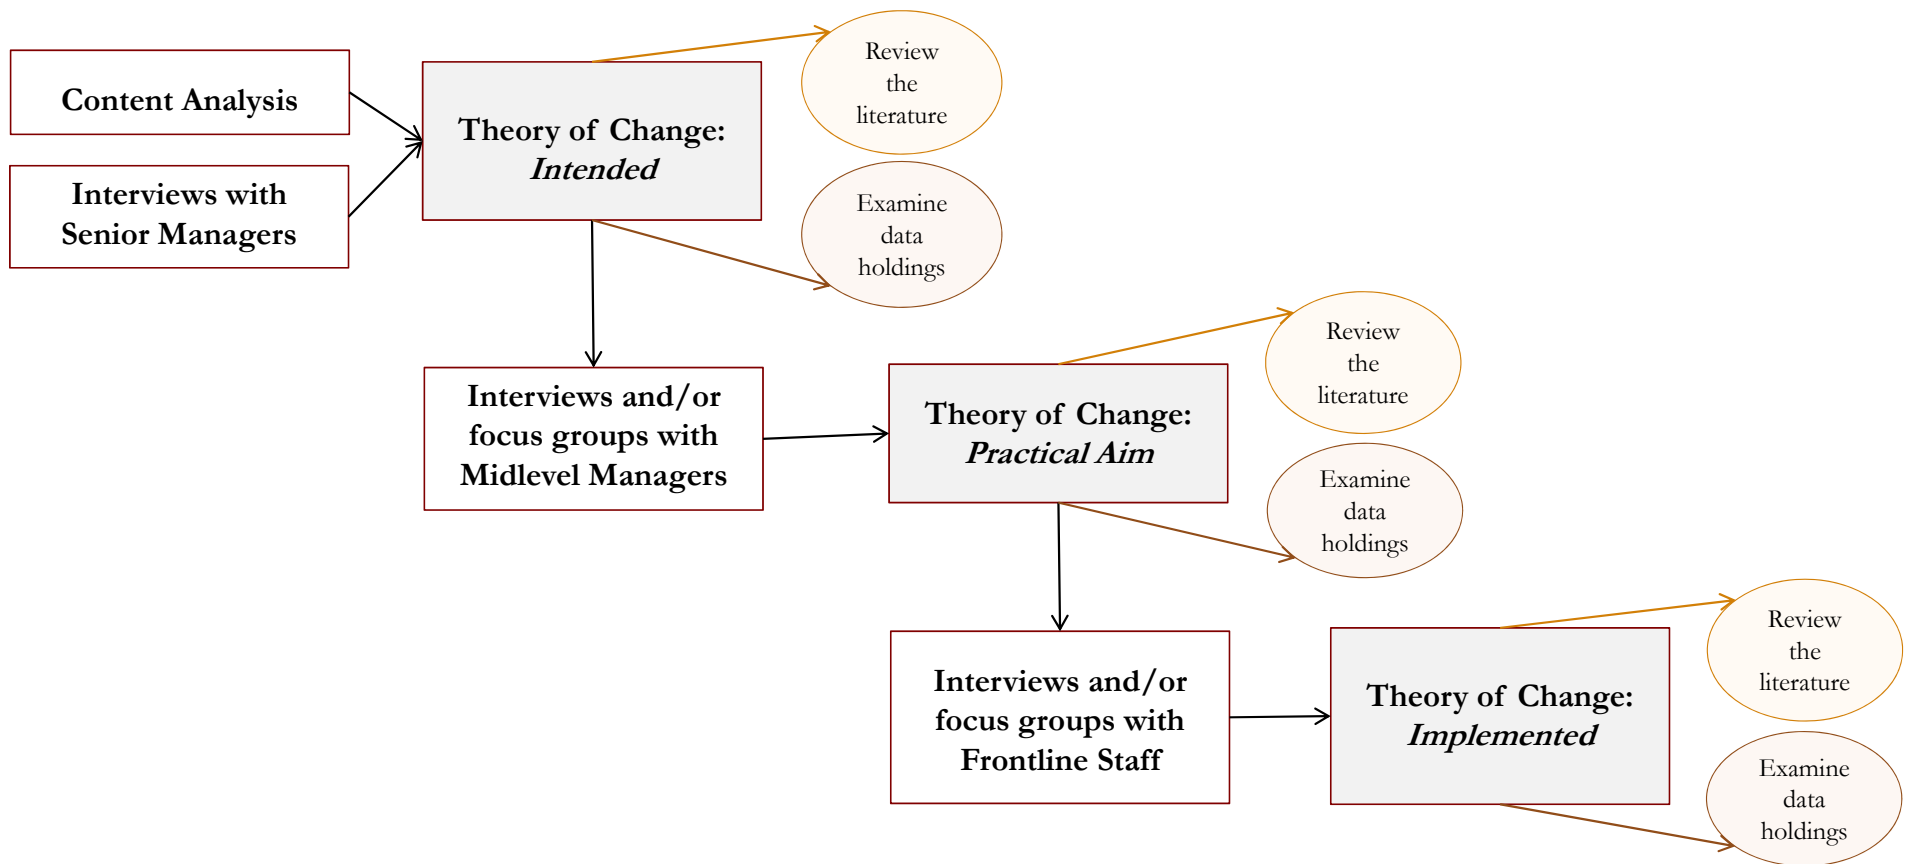 Content Analysis
Interviews with
Senior Managers
Theory of Change:
Intended
Review
the
literature
Examine
data
holdings
Interviews and/or
focus groups with
Midlevel Managers
Theory of Change:
Practical Aim
Review
the
literature
Examine
data
holdings
Interviews and/or
focus groups with
Frontline Staff
Theory of Change:
Implemented
Review
the
literature
Examine
data
holdings